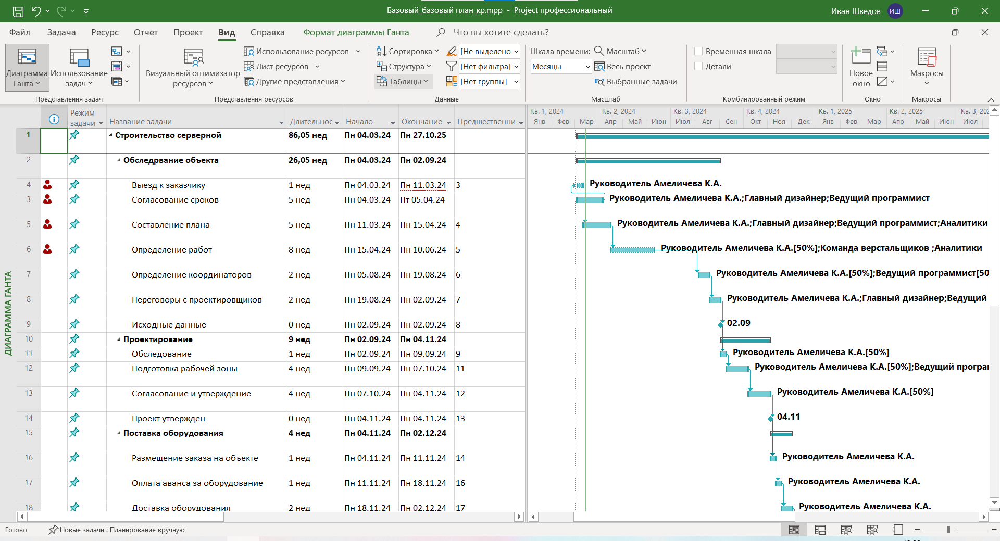 Базовый_базовый план_кр.mpp - Project профессиональный
Иван Шведов ИШ
Файл Задача Ресурс Отчет Проект Вид Справка Формат диаграммы Ганта Что вы хотите сделать?
Диаграмма Ганта
Использование задач
Представления задач
Визуальный оптимизатор ресурсов
Использование ресурсов
Лист ресурсов
Другие представления
Представления ресурсов
Сортировка
Структура
Таблицы
[Не выделено
[Нет фильтра]
[Нет группы]
Данные
Шкала времени:
Месяцы
Масштаб
Весь проект
Выбранные задачи
Масштаб
Временная шкала
Детали
Комбинированный режим
Новое окно
Окно
Макросы
Макросы
ДИАГРАММА ГАНТА
Режим задачи Название задачи Длительнос Начало Окончание Предшественни
1 Строительство серверной 86,05 нед Пн 04.03.24 Пн 27.10.25
2 Обследрвание объекта 26,05 нед Пн 04.03.24 Пн 02.09.24
4 Выезд к заказчику 1 нед Пн 04.03.24 Пн 11.03.24 3
3 Согласование сроков 5 нед Пн 04.03.24 Пт 05.04.24
5 Составление плана 5 нед Пн 11.03.24 Пн 15.04.24 4
6 Определение работ 8 нед Пн 15.04.24 Пн 10.06.24 5
7 Определение координаторов 2 нед Пн 05.08.24 Пн 19.08.24 6
8 Переговоры с проектировщиков 2 нед Пн 19.08.24 Пн 02.09.24 7
9 Исходные данные 0 нед Пн 02.09.24 Пн 02.09.24 8
10 Проектирование 9 нед Пн 02.09.24 Пн 04.11.24
11 Обследование 1 нед Пн 02.09.24 Пн 09.09.24 9
12 Подготовка рабочей зоны 4 нед Пн 09.09.24 Пн 07.10.24 11
13 Согласование и утверждение 4 нед Пн 07.10.24 Пн 04.11.24 12
14 Проект утвержден 0 нед Пн 04.11.24 Пн 04.11.24 13
15 Поставка оборудования 4 нед Пн 04.11.24 Пн 02.12.24
16 Размещение заказа на объекте 1 нед Пн 04.11.24 Пн 11.11.24 14
17 Оплата аванса за оборудование 1 нед Пн 11.11.24 Пн 18.11.24 16
18 Доставка оборудования 2 нед Пн 18.11.24 Пн 02.12.24 17
Кв. 1, 2024 Кв. 2, 2024 Кв. 3, 2024 Кв. 4, 2024 Кв. 1, 2025 Кв. 2, 2025 Кв. 3, 202
Янв Фев Мар Апр Май Июн Июл Авг Сен Окт Ноя Дек Янв Фев Мар Апр Май Июн Июл
Руководитель Амеличева К.А.
Руководитель Амеличева К.А.;Главный дизайнер;Ведущий программист
Руководитель Амеличева К.А.;Главный дизайнер;Ведущий программист;Аналитики
Руководитель Амеличева К.А.[50%];Команда верстальщиков ;Аналитики
Руководитель Амеличева К.А.[50%];Ведущий программист[50
Руководитель Амеличева К.А.;Главный дизайнер;Ведущий
02.09
Руководитель Амеличева К.А.[50%]
Руководитель Амеличева К.А.[50%];Ведущий програм
Руководитель Амеличева К.А.[50%]
04.11
Руководитель Амеличева К.А.
Руководитель Амеличева К.А.
Руководитель Амеличева К.А.
Готово Новые задачи : Планирование вручную